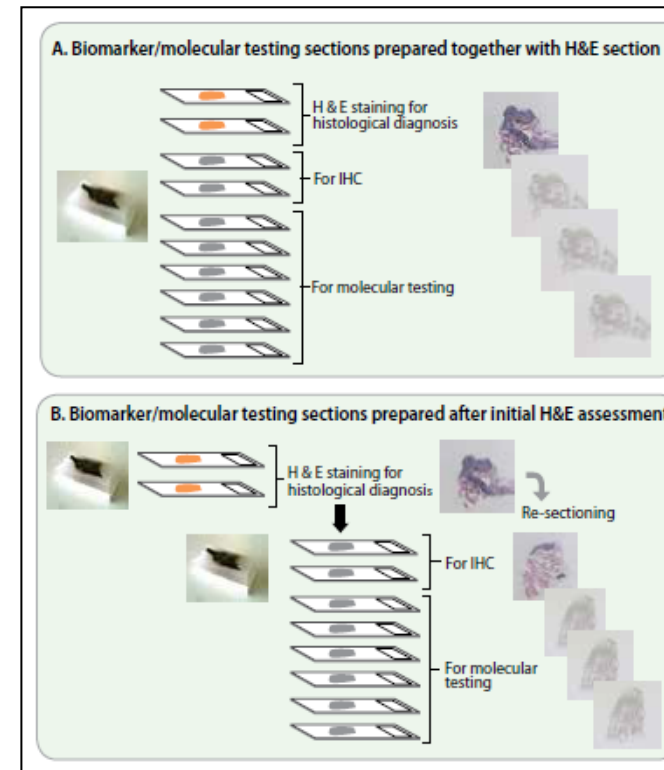 A. Biomarker/molecular testing sections prepared together with H&E section
H & E staining for
histological diagnosis
For IHC
For molecular testing
B. Biomarker/molecular testing sections prepared after initial H&E assessment
H & E staining for
histological diagnosis
Re-sectioning
For IHC
For molecular
testing